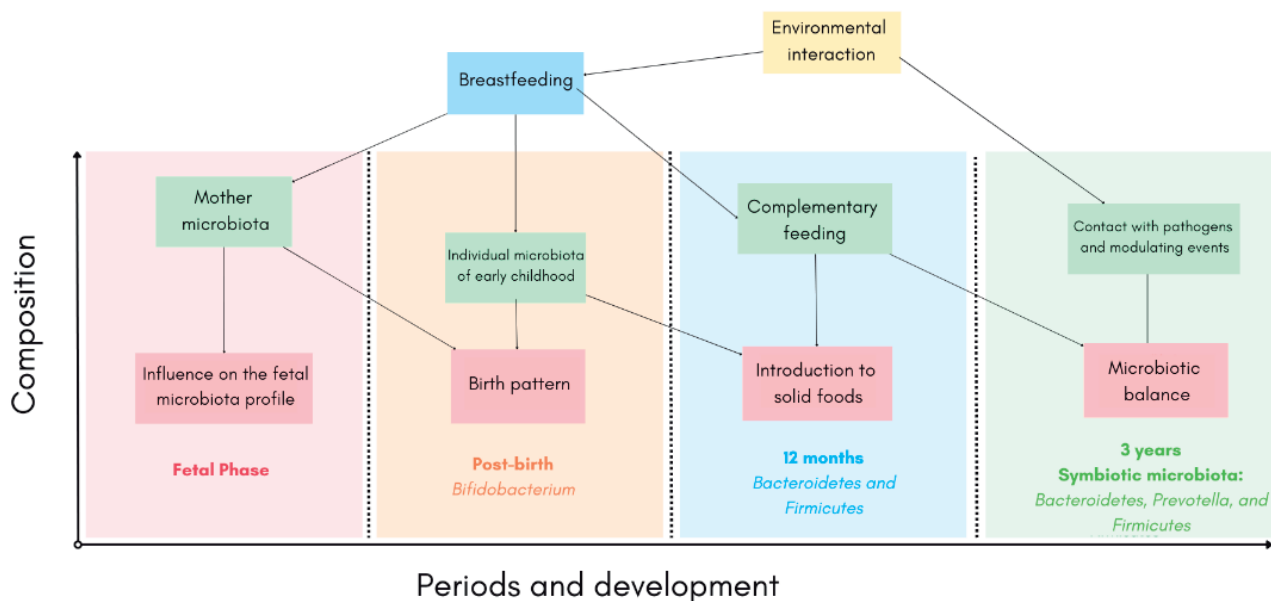 Environmental
interaction
Breastfeeding
Composition
Mother
microbiota
Influence on the fetal
microbiota profile
Fetal Phase
Individual microbiota
of early childhood
Birth pattern
Post-birth
Bifidobacterium
Complementary
feeding
Introduction to
solid foods
12 months
Bacteroidetes and
Firmicutes
Contact with pathogens
and modulating events
Microbiotic
balance
3 years
Symbiotic microbiota:
Bacteroidetes, Prevotella, and
Firmicutes
Periods and development